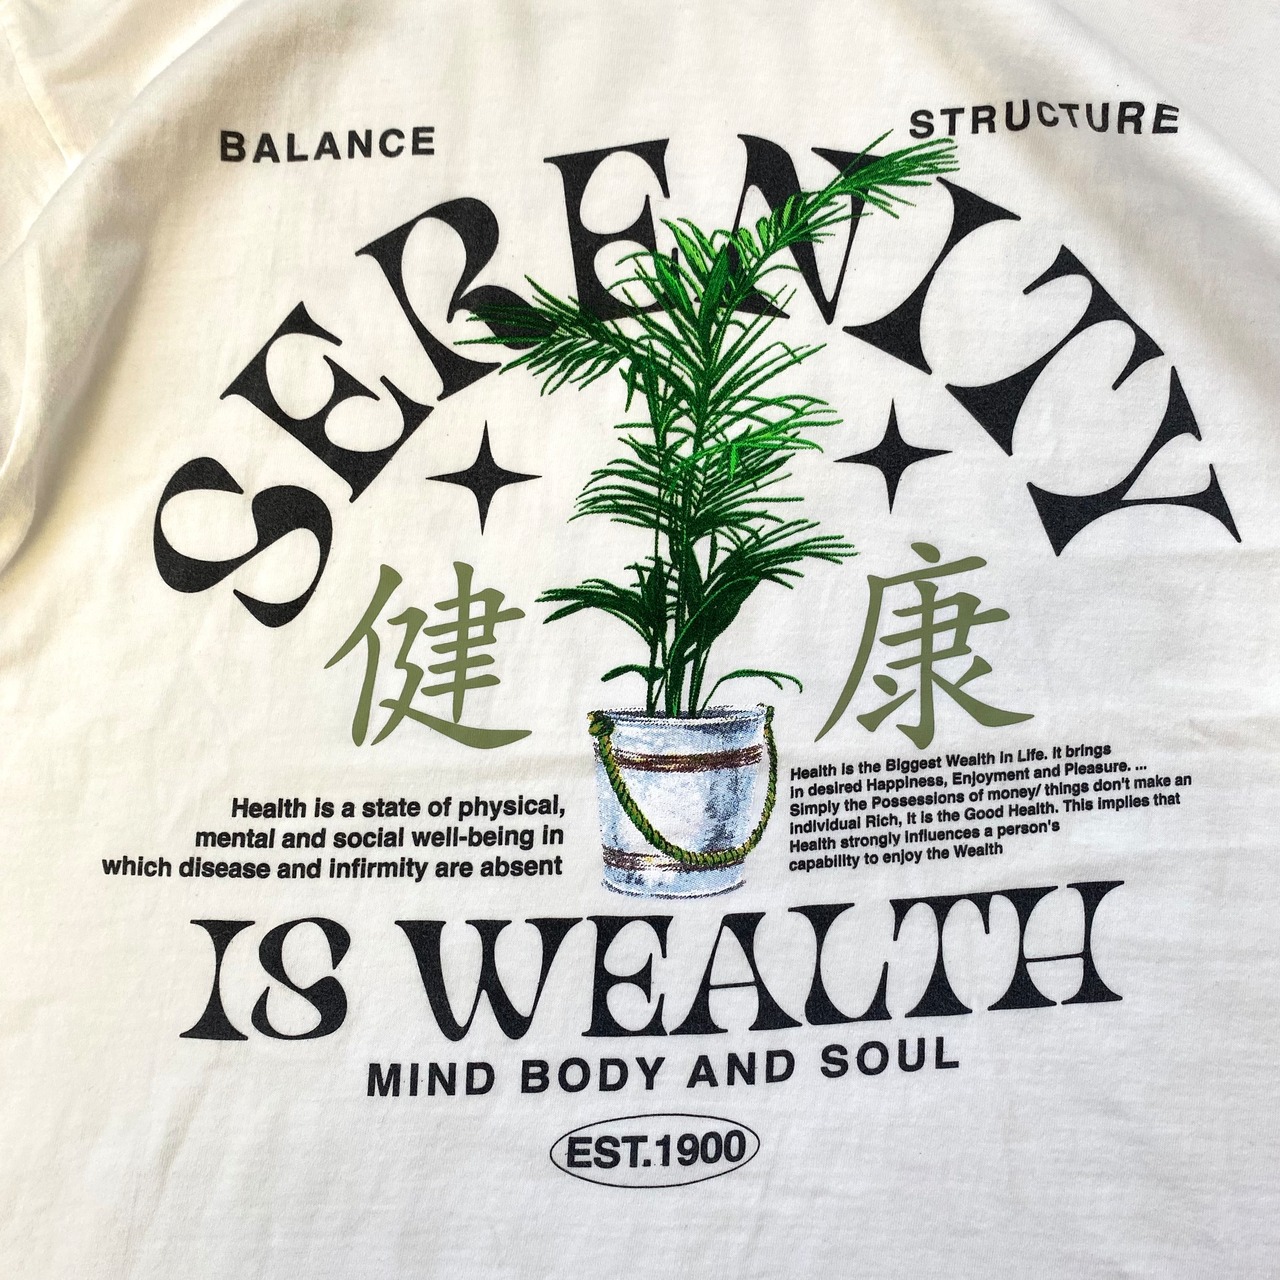 BALANCE
STRUCTURE
SERENITY
健 康
Health is a state of physical,
mental and social well-being in
which disease and infirmity are absent
Health is the Biggest Wealth in Life. It brings
in desired Happiness, Enjoyment and Pleasure. ...
Simply the Possessions of money/ things don't make an
individual Rich, It is the Good Health. This implies that
Health strongly influences a person's
capability to enjoy the Wealth
IS WEALTH
MIND BODY AND SOUL
EST.1900